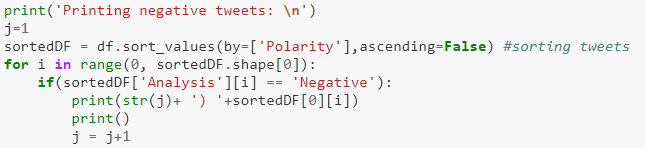 print('Printing negative tweets: \n')
j=1
sortedDF = df.sort_values(by=['Polarity'],ascending=False) #sorting tweets
for i in range(0, sortedDF.shape[0]):
    if(sortedDF['Analysis'][i] == 'Negative'):
        print(str(j)+ ') '+sortedDF[0][i])
        print()
        j = j+1